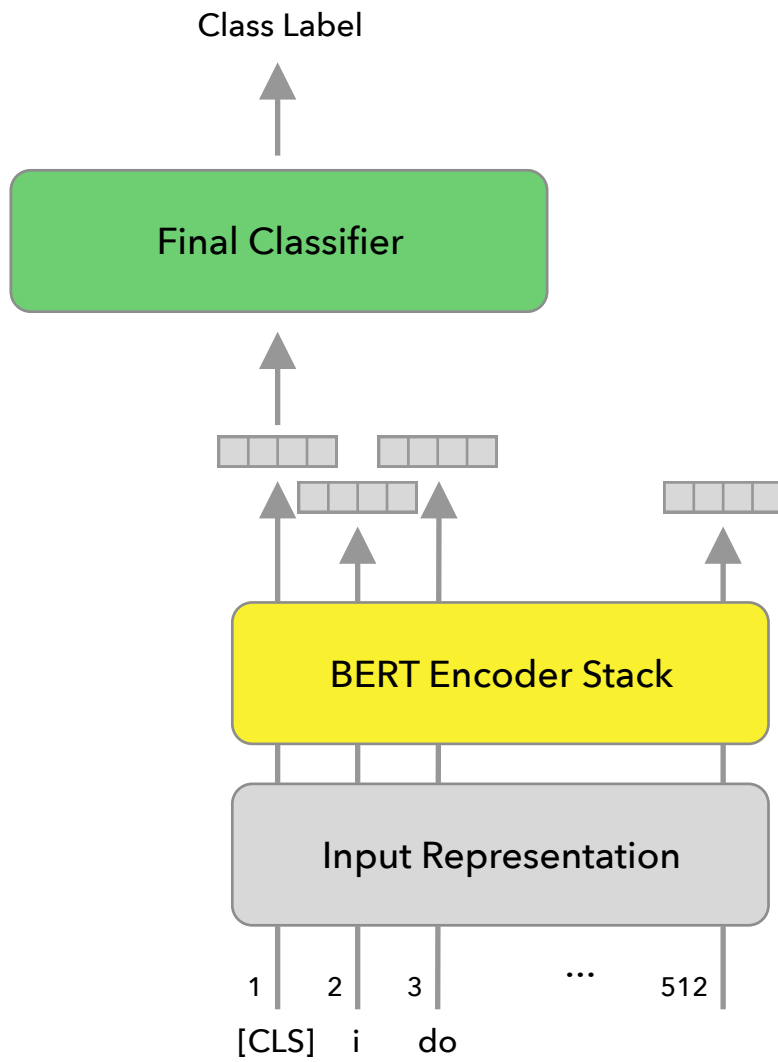 Class Label
Final Classifier
BERT Encoder Stack
Input Representation
1 2 3 ... 512
[CLS] i do